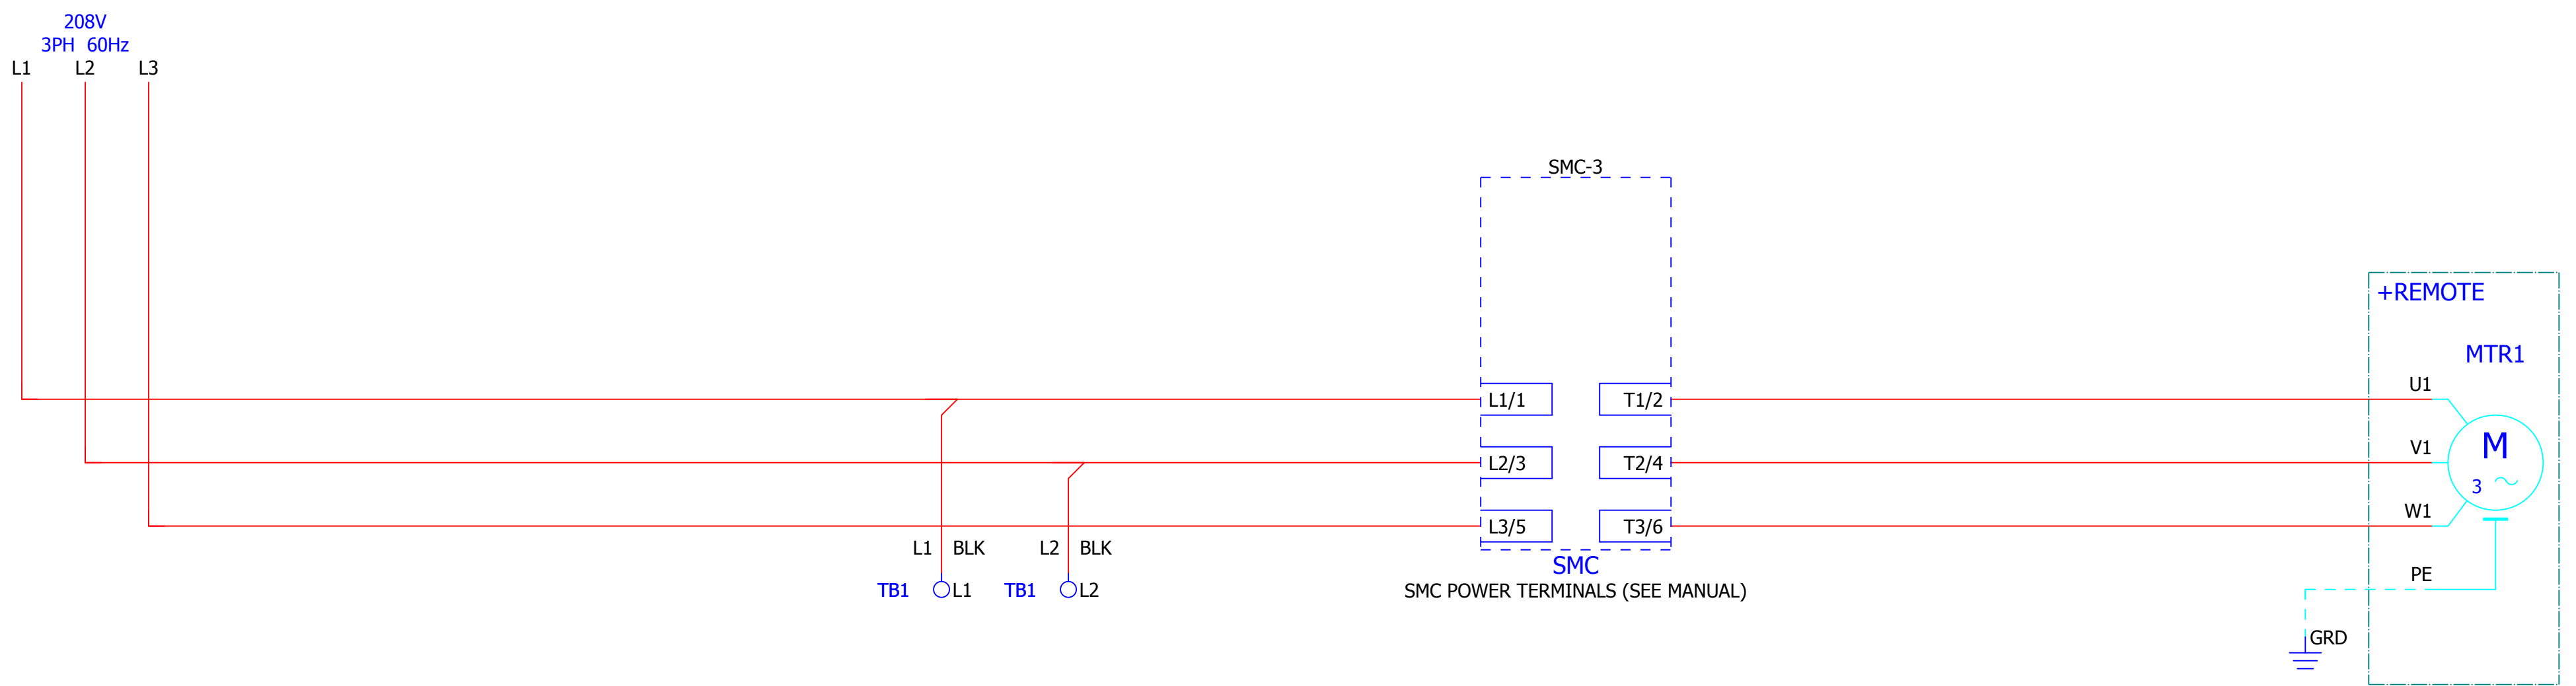 208V
3PH 60Hz
L1 L2 L3
SMC-3
+REMOTE
MTR1
U1
L1/1 T1/2
M
3
V1
L2/3 T2/4
W1
L3/5 T3/6
L1 BLK L2 BLK
SMC
PE
TB1 L1 TB1 L2
SMC POWER TERMINALS (SEE MANUAL)
GRD